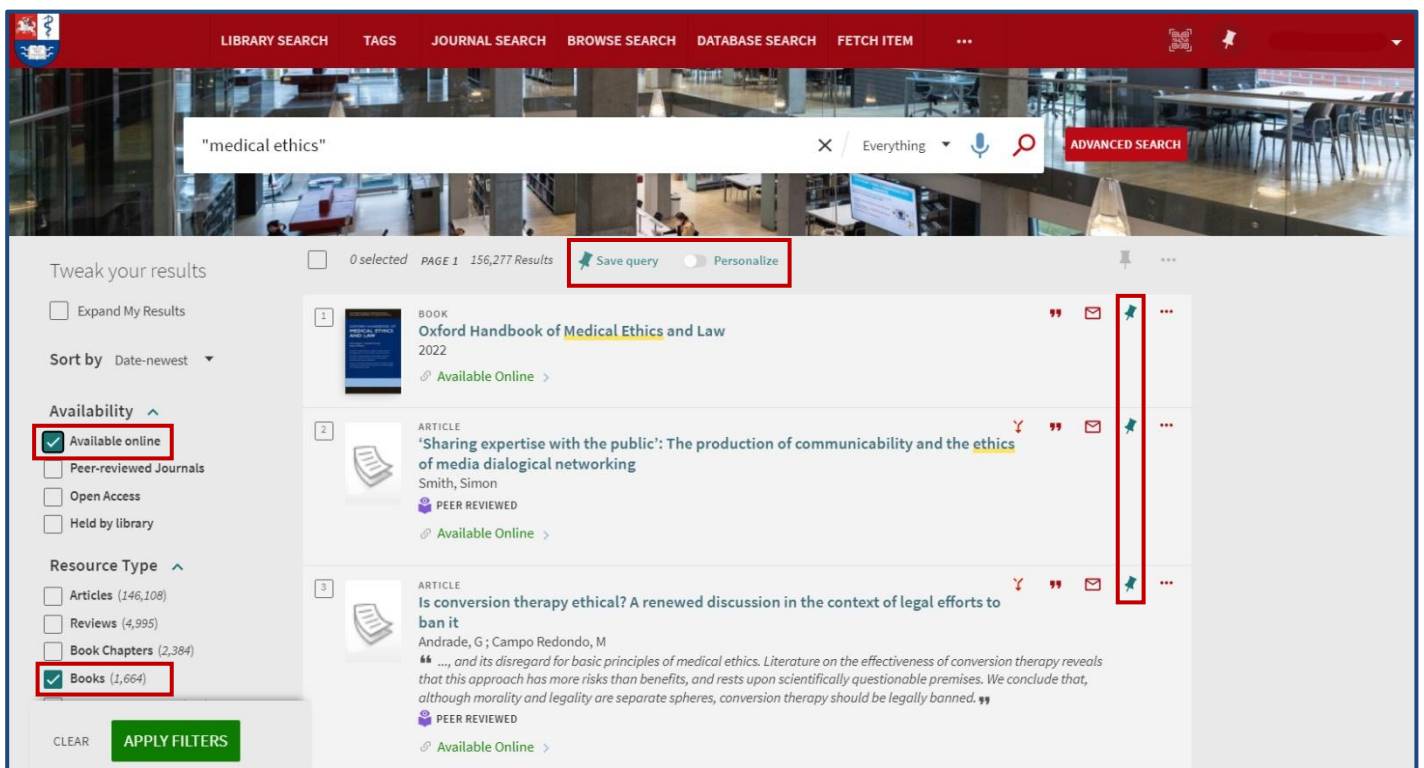 LIBRARY SEARCH TAGS JOURNAL SEARCH BROWSE SEARCH DATABASE SEARCH FETCH ITEM •••
"medical ethics" Everything ADVANCED SEARCH
Tweak your results
Expand My Results
Sort by Date-newest
Availability
Available online
Peer-reviewed Journals
Open Access
Held by library
Resource Type
Articles (146,108)
Reviews (4,995)
Book Chapters (2,384)
Books (1,664)
CLEAR APPLY FILTERS
0 selected PAGE 1 156,277 Results Save query Personalize
1
BOOK
Oxford Handbook of Medical Ethics and Law
2022
Available Online
2
ARTICLE
‘Sharing expertise with the public’: The production of communicability and the ethics
of media dialogical networking
Smith, Simon
PEER REVIEWED
Available Online
3
ARTICLE
Is conversion therapy ethical? A renewed discussion in the context of legal efforts to
ban it
Andrade, G ; Campo Redondo, M
❝ ..., and its disregard for basic principles of medical ethics. Literature on the effectiveness of conversion therapy reveals
that this approach has more risks than benefits, and rests upon scientifically questionable premises. We conclude that,
although morality and legality are separate spheres, conversion therapy should be legally banned. ❞
PEER REVIEWED
Available Online